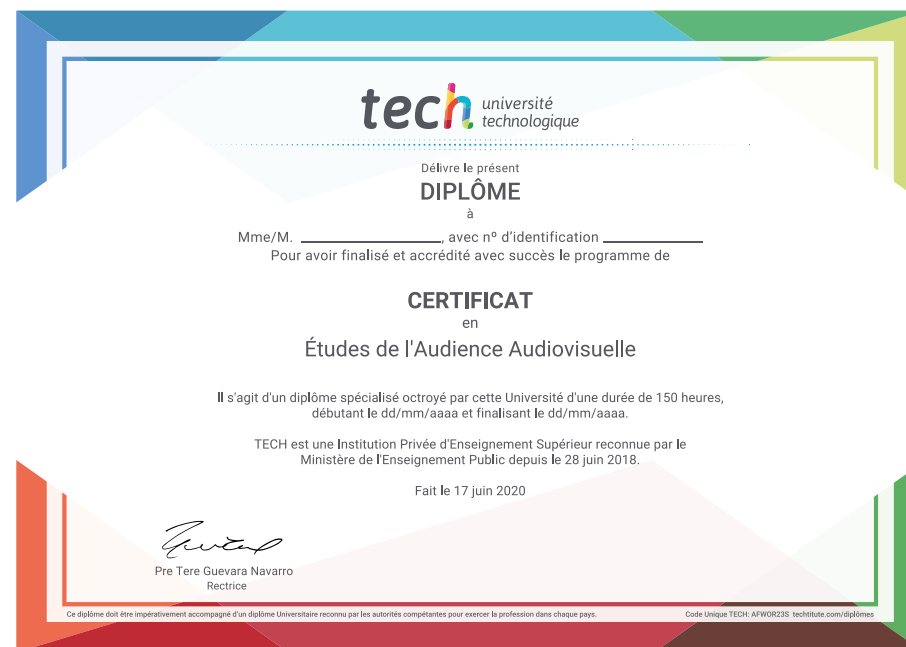 tech université
technologique
Délivre le présent
DIPLÔME
à
Mme/M. ____________________, avec nº d'identification ______________
Pour avoir finalisé et accrédité avec succès le programme de
CERTIFICAT
en
Études de l'Audience Audiovisuelle
Il s'agit d'un diplôme spécialisé octroyé par cette Université d'une durée de 150 heures,
débutant le dd/mm/aaaa et finalisant le dd/mm/aaaa.
TECH est une Institution Privée d'Enseignement Supérieur reconnue par le
Ministère de l'Enseignement Public depuis le 28 juin 2018.
Fait le 17 juin 2020
Pre Tere Guevara Navarro
Rectrice
Ce diplôme doit être impérativement accompagné d'un diplôme Universitaire reconnu par les autorités compétantes pour exercer la profession dans chaque pays.
Code Unique TECH: AFWOR23S techtitute.com/diplômes